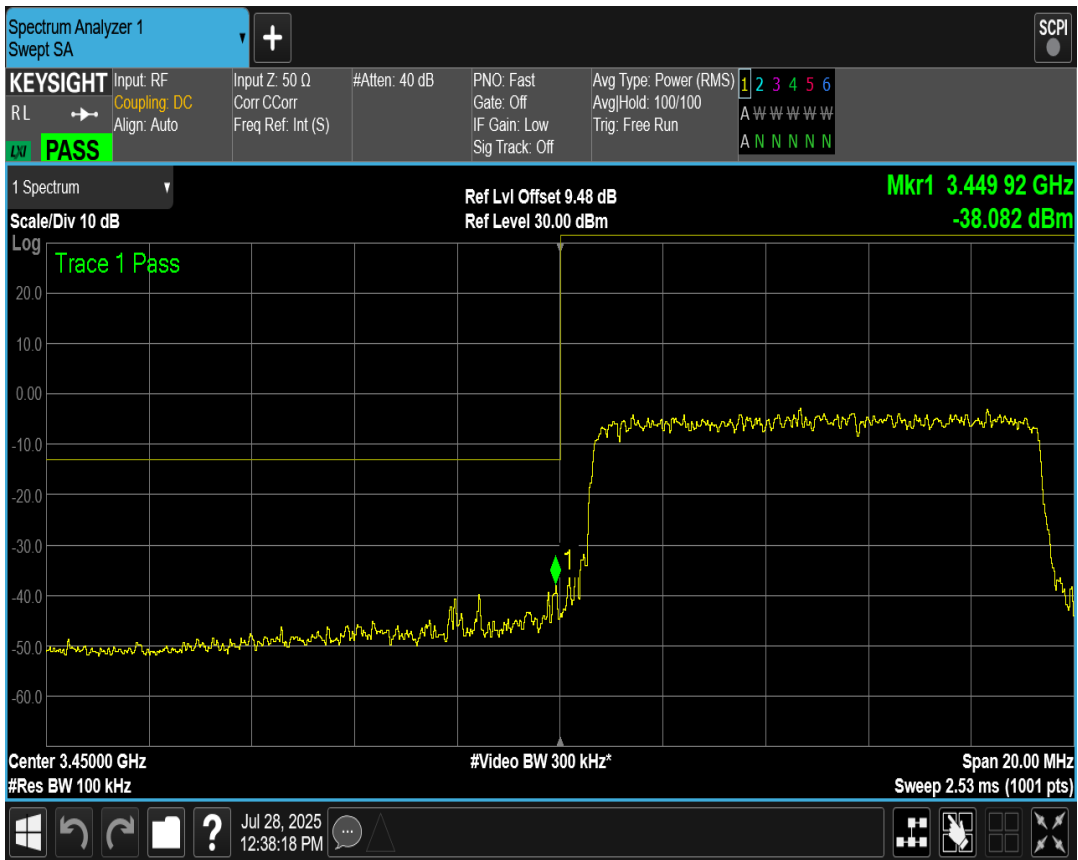 Spectrum Analyzer 1
Swept SA
SCPI
KEYSIGHT
RL
LXI PASS
Input: RF
Coupling: DC
Align: Auto
Input Z: 50 Ω
Corr CCorr
Freq Ref: Int (S)
#Atten: 40 dB
PNO: Fast
Gate: Off
IF Gain: Low
Sig Track: Off
Avg Type: Power (RMS)
Avg|Hold: 100/100
Trig: Free Run
1 2 3 4 5 6
A W W W W W
A N N N N N
1 Spectrum
Scale/Div 10 dB
Ref Lvl Offset 9.48 dB
Ref Level 30.00 dBm
Mkr1 3.449 92 GHz
-38.082 dBm
Log
Trace 1 Pass
20.0
10.0
0.00
-10.0
-20.0
-30.0
1
-40.0
-50.0
-60.0
Center 3.45000 GHz
#Video BW 300 kHz*
Span 20.00 MHz
#Res BW 100 kHz
Sweep 2.53 ms (1001 pts)
Jul 28, 2025
12:38:18 PM